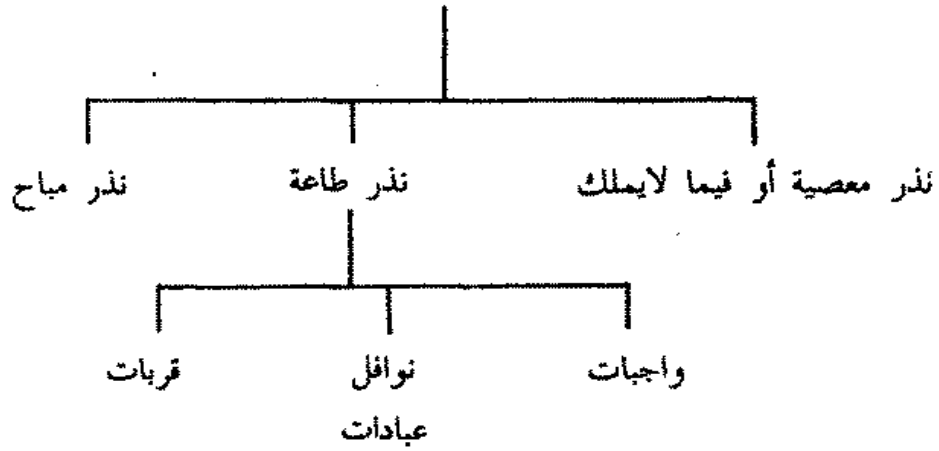 نذر معصية أو فيما لايملك
نذر طاعة
نذر مباح
واجبات
نوافل
عبادات
قربات